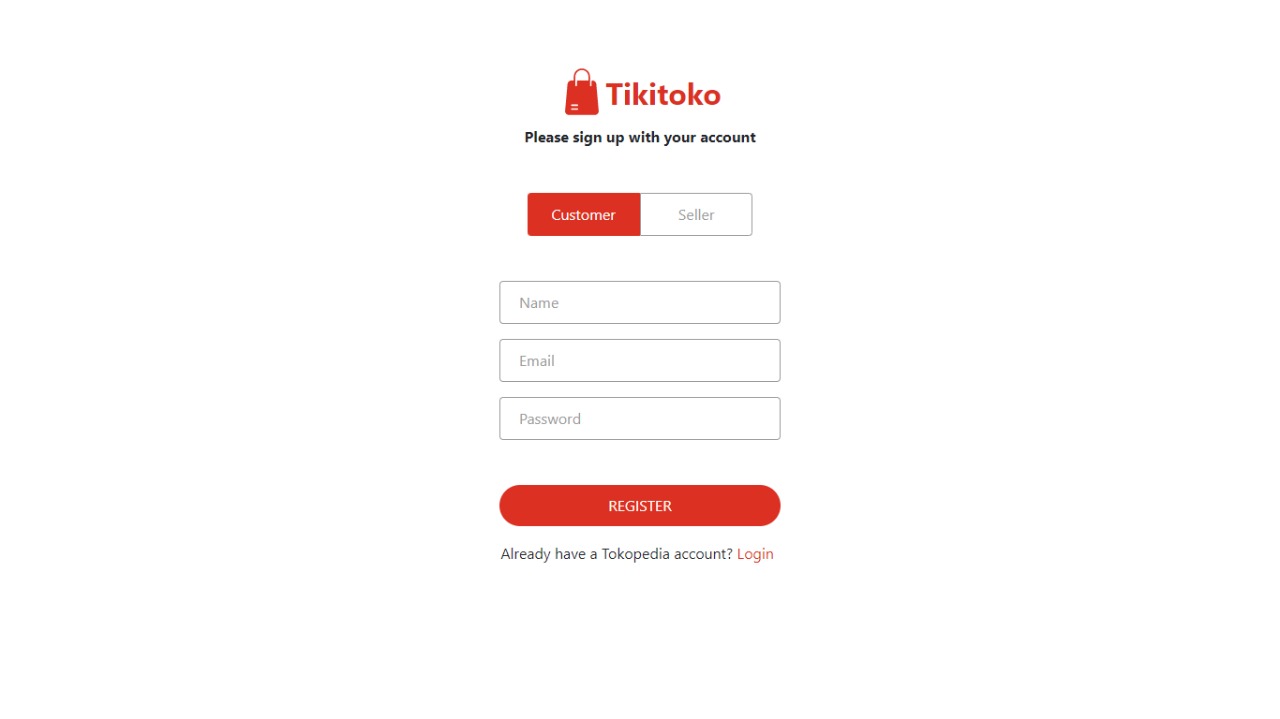 Tikitoko
Please sign up with your account
Customer Seller
Name
Email
Password
REGISTER
Already have a Tokopedia account? Login